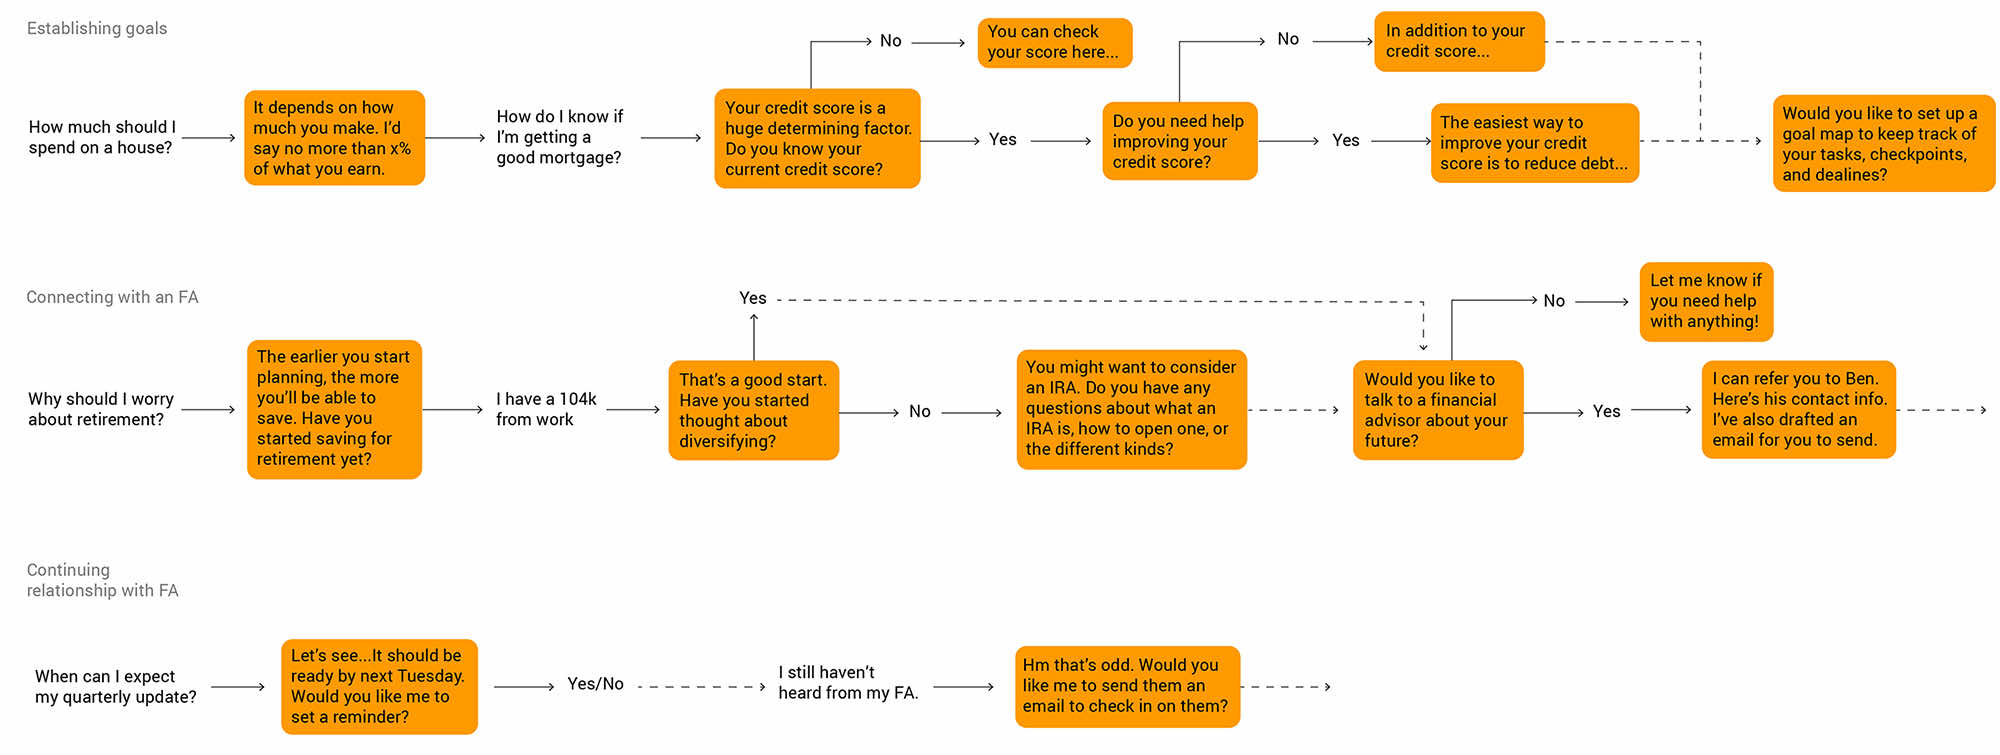 Establishing goals
How much should I
spend on a house?
It depends on how
much you make. I'd
say no more than x%
of what you earn.
How do I know if
I'm getting a
good mortgage?
Your credit score is a
huge determining factor.
Do you know your
current credit score?
No
You can check
your score here...
Yes
Do you need help
improving your
credit score?
No
In addition to your
credit score...
Yes
The easiest way to
improve your credit
score is to reduce debt...
Would you like to set up a
goal map to keep track of
your tasks, checkpoints,
and dealines?
Connecting with an FA
Why should I worry
about retirement?
The earlier you start
planning, the more
you'll be able to
save. Have you
started saving for
retirement yet?
I have a 104k
from work
That's a good start.
Have you started
thought about
diversifying?
Yes
No
You might want to consider
an IRA. Do you have any
questions about what an
IRA is, how to open one, or
the different kinds?
Would you like to
talk to a financial
advisor about your
future?
No
Let me know if
you need help
with anything!
Yes
I can refer you to Ben.
Here's his contact info.
I've also drafted an
email for you to send.
Continuing
relationship with FA
When can I expect
my quarterly update?
Let's see...It should be
ready by next Tuesday.
Would you like me to
set a reminder?
Yes/No
I still haven't
heard from my FA.
Hm that's odd. Would you
like me to send them an
email to check in on them?